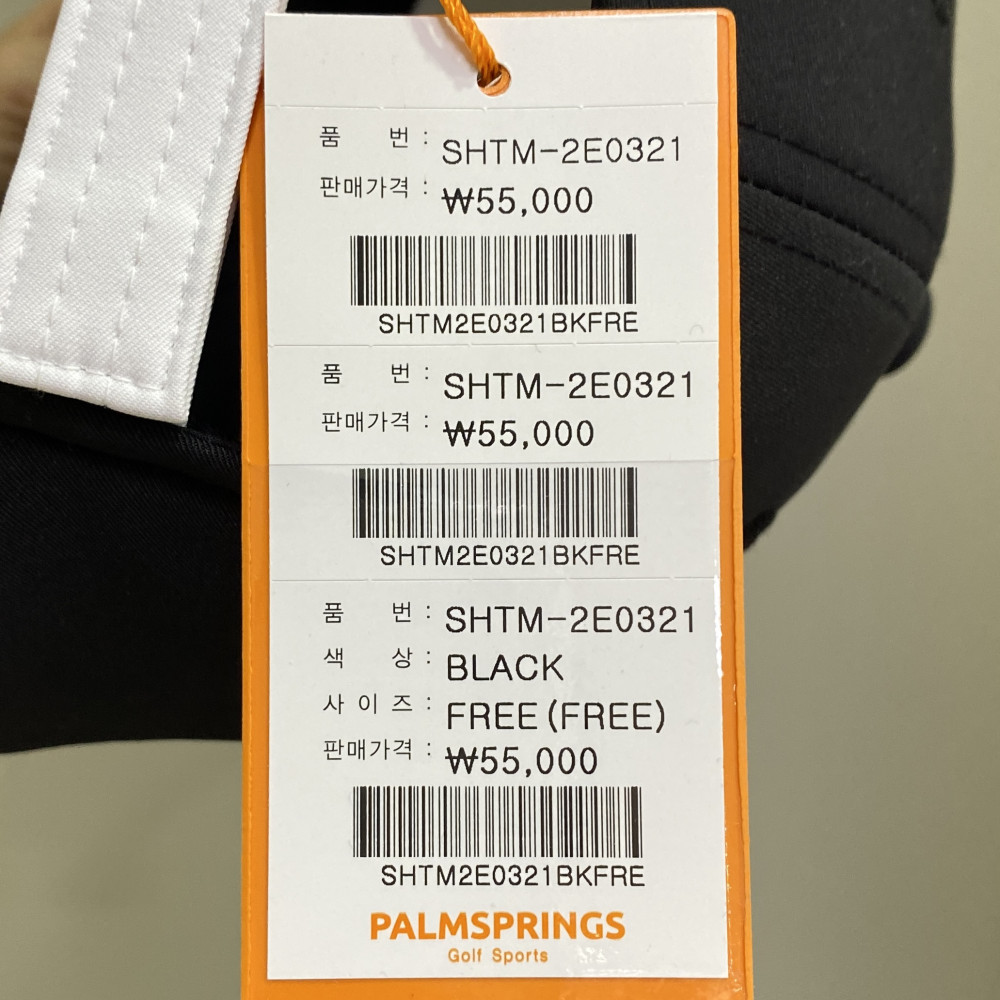 품 번 : SHTM-2E0321
판매가격 : ₩55,000
SHTM2E0321BKFRE
품 번 : SHTM-2E0321
판매가격 : ₩55,000
SHTM2E0321BKFRE
품 번 : SHTM-2E0321
색 상 : BLACK
사 이 즈 : FREE(FREE)
판매가격 : ₩55,000
SHTM2E0321BKFRE
PALMSPRINGS
Golf Sports